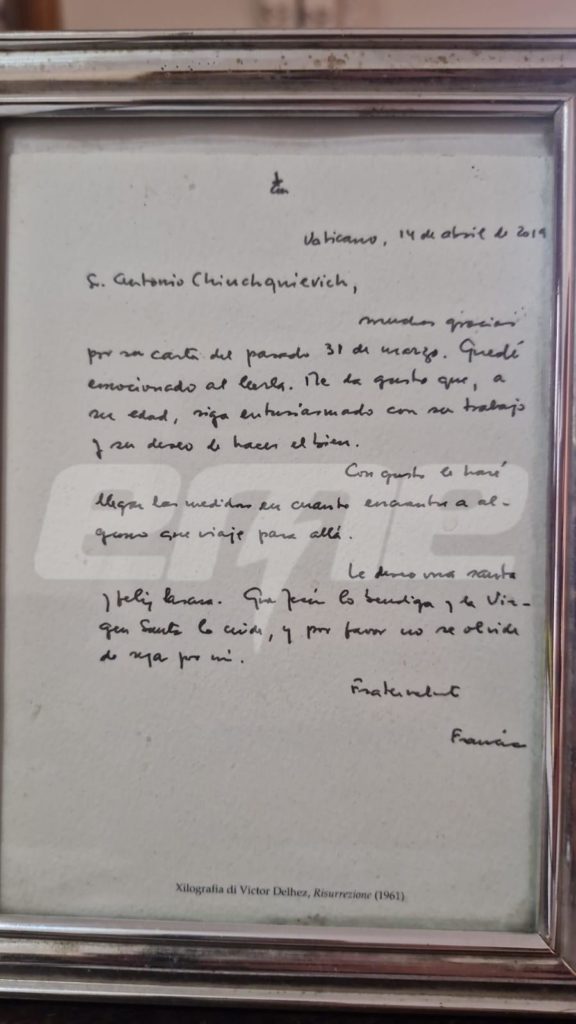 Vaticano, 14 de abril de 2019
S. Antonio Chinchquievich,
muchas gracias
por su carta del pasado 31 de marzo. Quedé
emocionado al leerla. Me da gusto que, a
su edad, siga entusiasmado con su trabajo
y su deseo de hacer el bien.
Con gusto le haré
llegar las medidas en cuanto encuentre a al-
guno que viaje para allá.
Le deseo una santa
y feliz Pascua. Que Jesús lo bendiga y la Vir-
gen Santa lo cuide, y por favor no se olvide
de rezar por mí.
Fraternalmente
Francisco
eme
Xilografia di Victor Delhez, Risurrezione (1961)